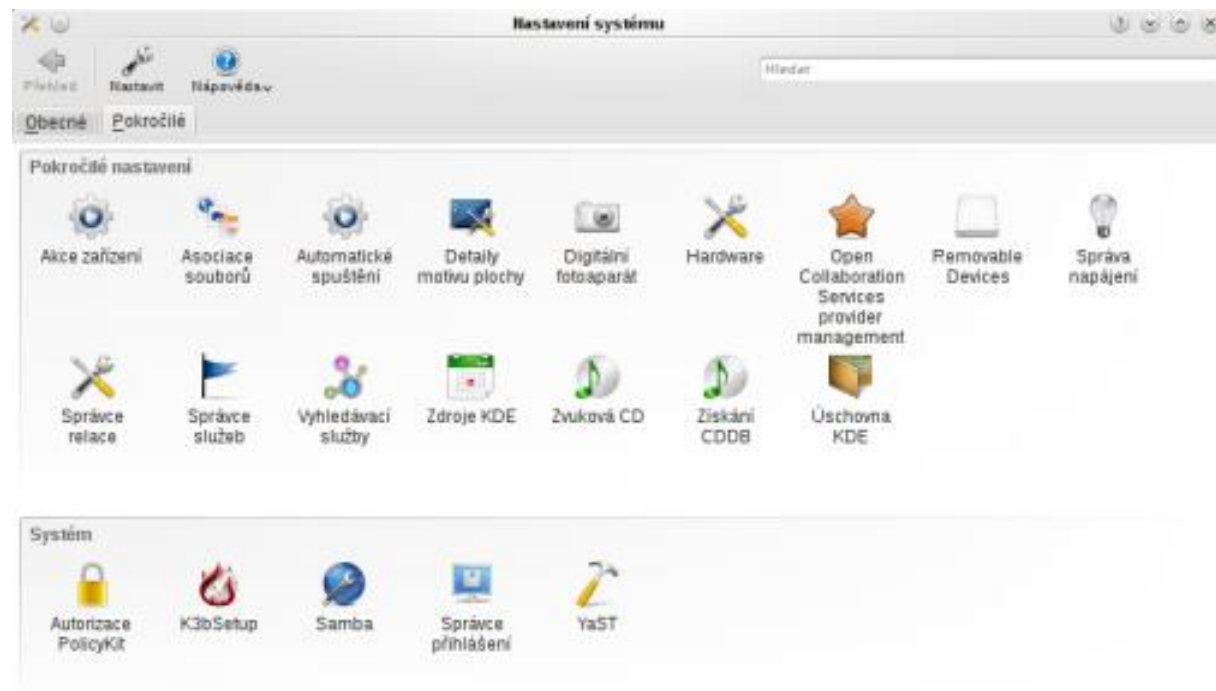 Nastavení systému
Přehled Nastavit Nápověda
Hledat
Obecné Pokročilé
Pokročilé nastavení
Akce zařízení
Asociace
souborů
Automatické
spuštění
Detaily
motivu plochy
Digitální
fotoaparát
Hardware
Open
Collaboration
Services
provider
management
Removable
Devices
Správa
napájení
Správce
relace
Správce
služeb
Vyhledávací
služby
Zdroje KDE
Zvuková CD
Získání
CDDB
Úschovna
KDE
Systém
Autorizace
PolicyKit
K3bSetup
Samba
Správce
přihlášení
YaST